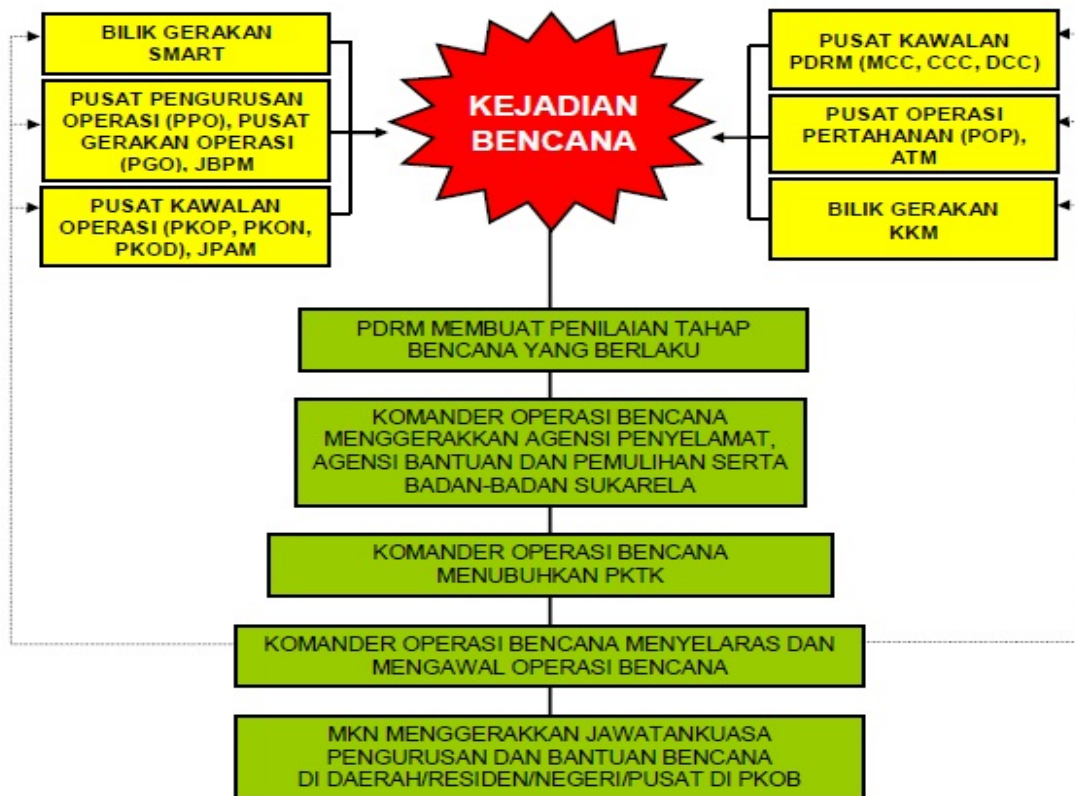 BILIK GERAKAN
SMART
PUSAT PENGURUSAN
OPERASI (PPO), PUSAT
GERAKAN OPERASI
(PGO), JBPM
PUSAT KAWALAN
OPERASI (PKOP, PKON,
PKOD), JPAM
KEJADIAN
BENCANA
PUSAT KAWALAN
PDRM (MCC, CCC, DCC)
PUSAT OPERASI
PERTAHANAN (POP),
ATM
BILIK GERAKAN
KKM
PDRM MEMBUAT PENILAIAN TAHAP
BENCANA YANG BERLAKU
KOMANDER OPERASI BENCANA
MENGGERAKKAN AGENSI PENYELAMAT,
AGENSI BANTUAN DAN PEMULIHAN SERTA
BADAN-BADAN SUKARELA
KOMANDER OPERASI BENCANA
MENUBUHKAN PKTK
KOMANDER OPERASI BENCANA MENYELARAS DAN
MENGAWAL OPERASI BENCANA
MKN MENGGERAKKAN JAWATANKUASA
PENGURUSAN DAN BANTUAN BENCANA
DI DAERAH/RESIDEN/NEGERI/PUSAT DI PKOB